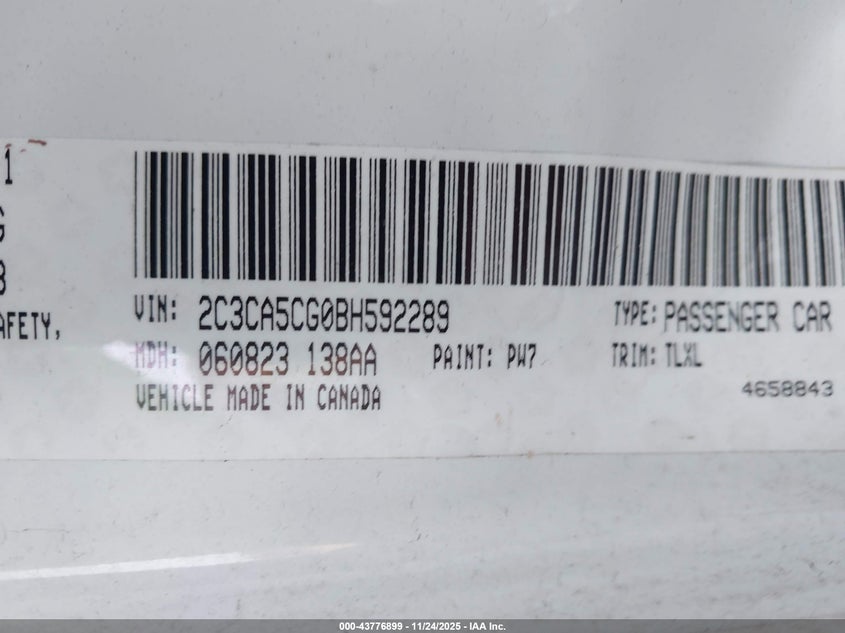 1
G
8
AFETY,
VIN: 2C3CA5CG0BH592289 TYPE: PASSENGER CAR
MDH: 060823 138AA PAINT: PW7 TRIM: TLXL
VEHICLE MADE IN CANADA 4658843
000-43776899 - 11/24/2025 - IAA Inc.